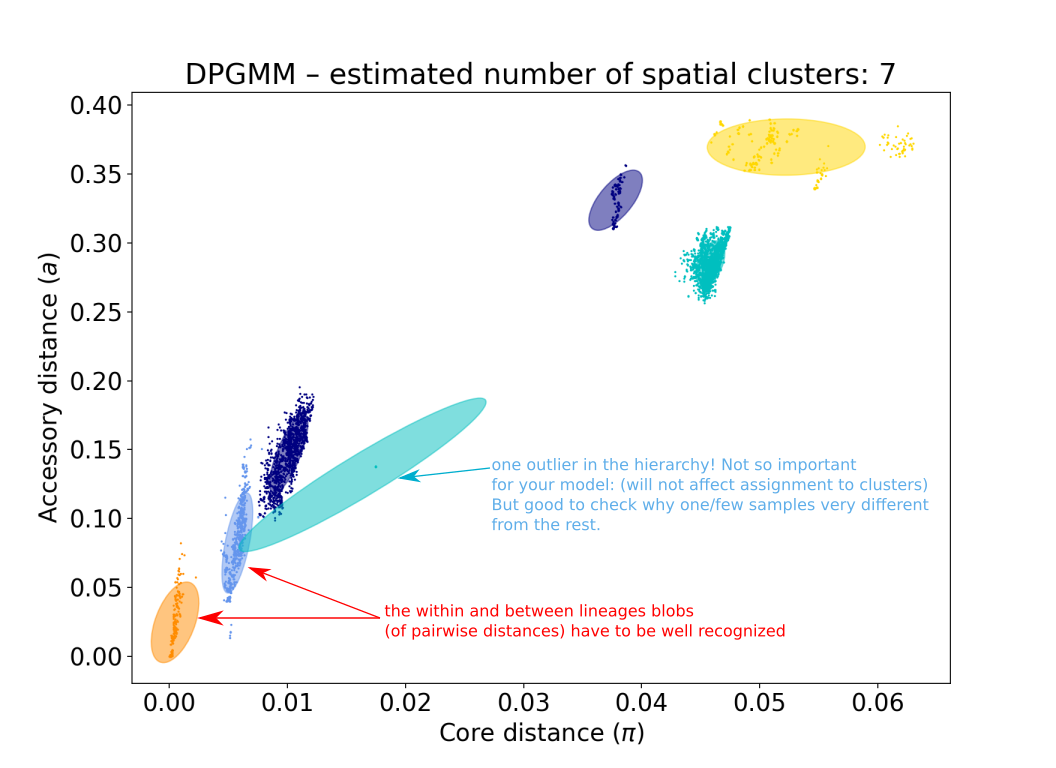 DPGMM – estimated number of spatial clusters: 7
0.40
0.35
0.30
0.25
0.20
0.15
0.10
0.05
0.00
Accessory distance (a)
one outlier in the hierarchy! Not so important
for your model: (will not affect assignment to clusters)
But good to check why one/few samples very different
from the rest.
the within and between lineages blobs
(of pairwise distances) have to be well recognized
0.00 0.01 0.02 0.03 0.04 0.05 0.06
Core distance (π)